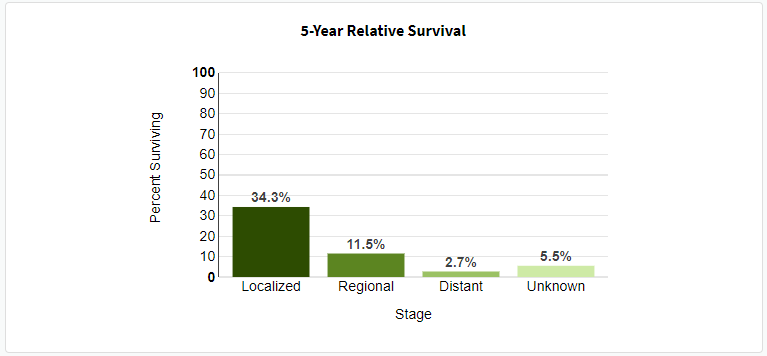 5-Year Relative Survival
100
90
80
70
60
50
40
30
20
10
0
Percent Surviving
34.3%
11.5%
2.7%
5.5%
Localized
Regional
Distant
Unknown
Stage